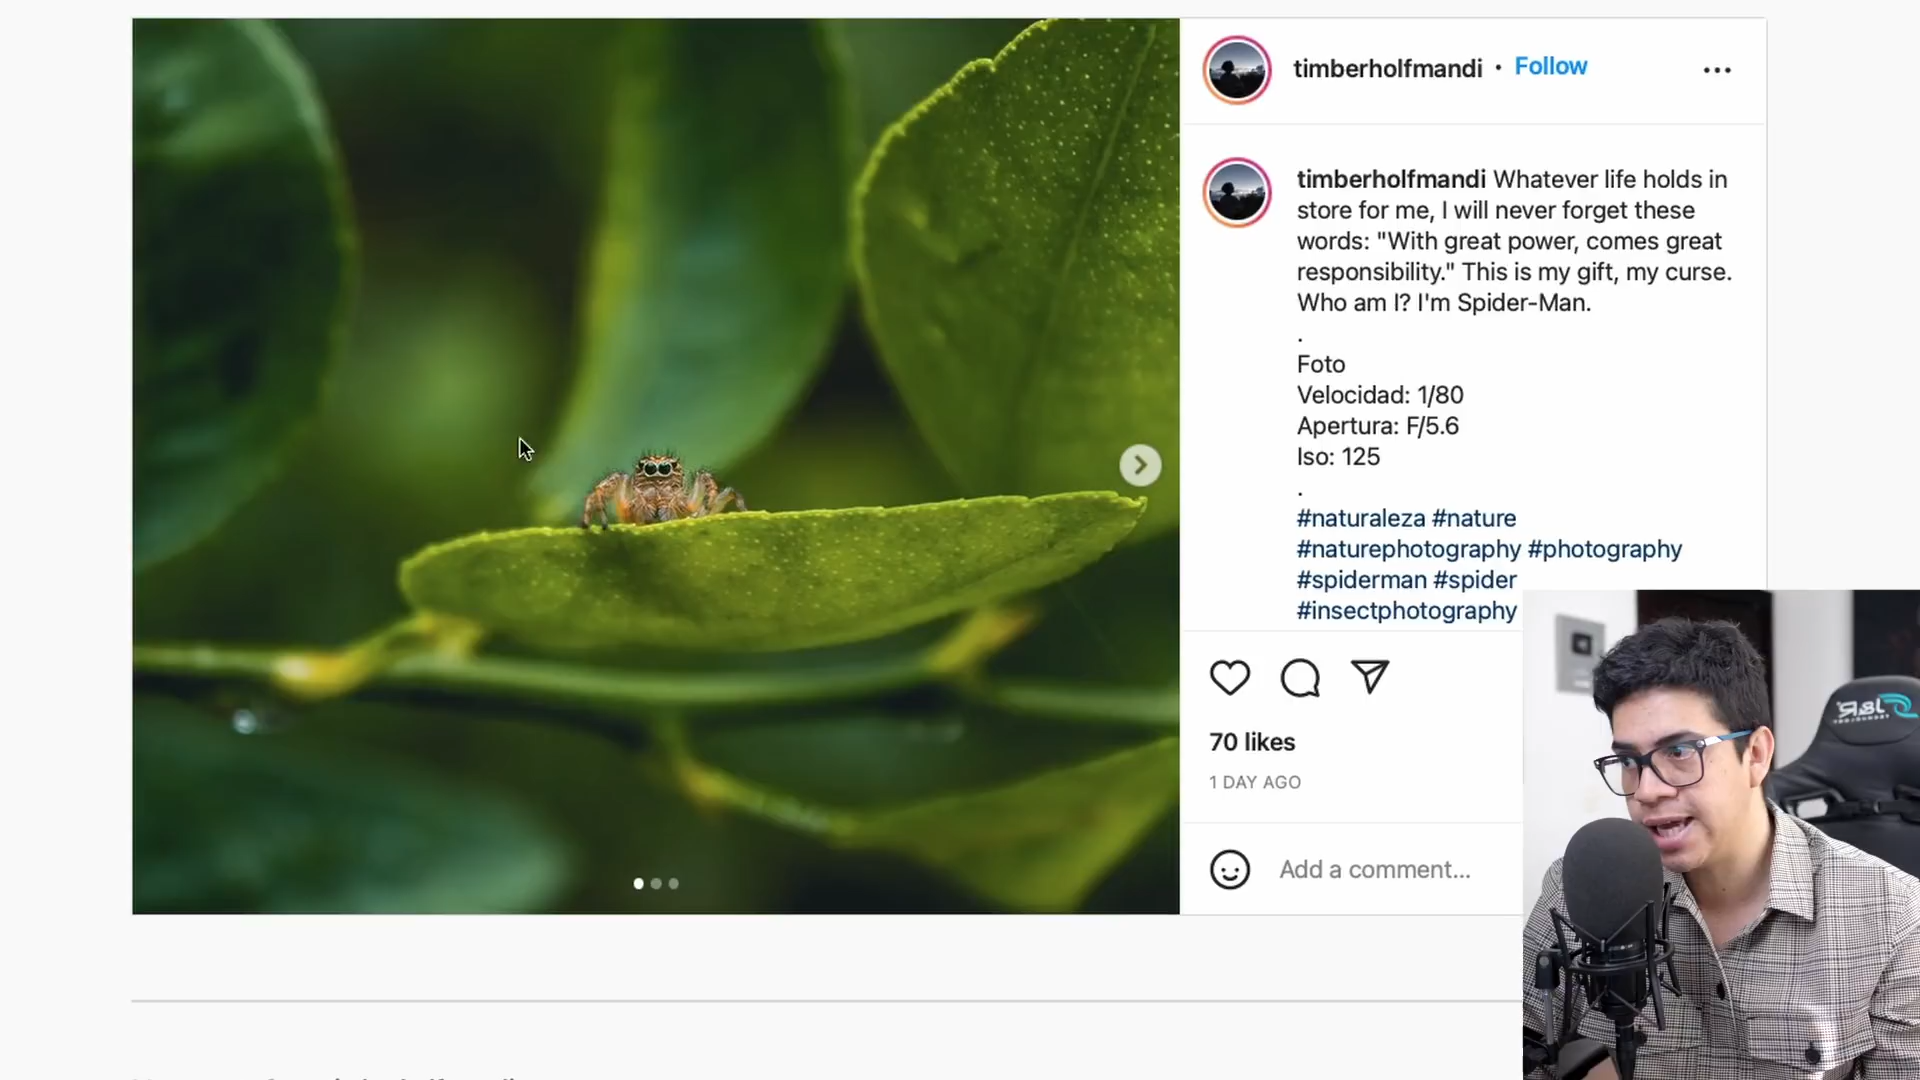 timberholfmandi • Follow
timberholfmandi Whatever life holds in
store for me, I will never forget these
words: "With great power, comes great
responsibility." This is my gift, my curse.
Who am I? I'm Spider-Man.
.
Foto
Velocidad: 1/80
Apertura: F/5.6
Iso: 125
.
#naturaleza #nature
#naturephotography #photography
#spiderman #spider
#insectphotography
70 likes
1 DAY AGO
Add a comment...